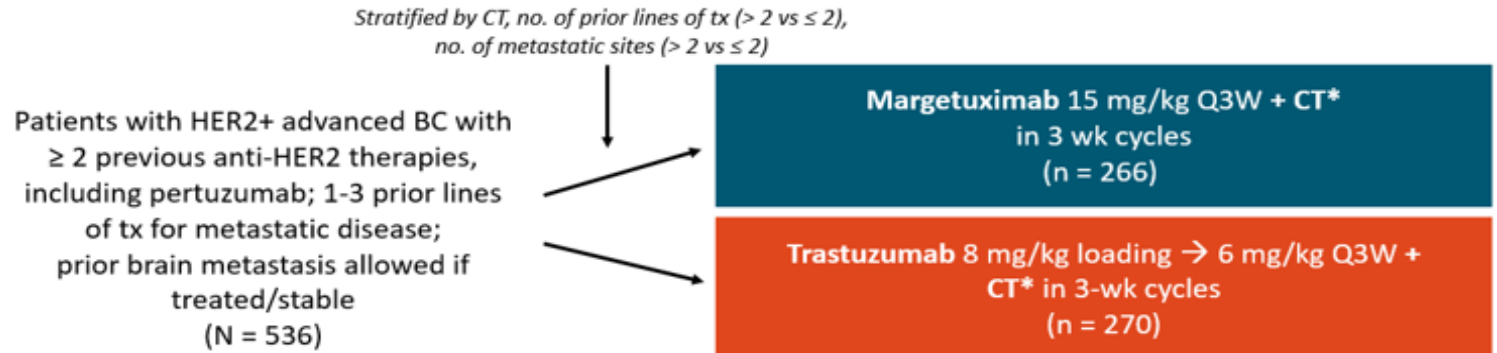 Stratified by CT, no. of prior lines of tx (> 2 vs ≤ 2),
no. of metastatic sites (> 2 vs ≤ 2)
Patients with HER2+ advanced BC with
≥ 2 previous anti-HER2 therapies,
including pertuzumab; 1-3 prior lines
of tx for metastatic disease;
prior brain metastasis allowed if
treated/stable
(N = 536)
Margetuximab 15 mg/kg Q3W + CT*
in 3 wk cycles
(n = 266)
Trastuzumab 8 mg/kg loading → 6 mg/kg Q3W +
CT* in 3-wk cycles
(n = 270)